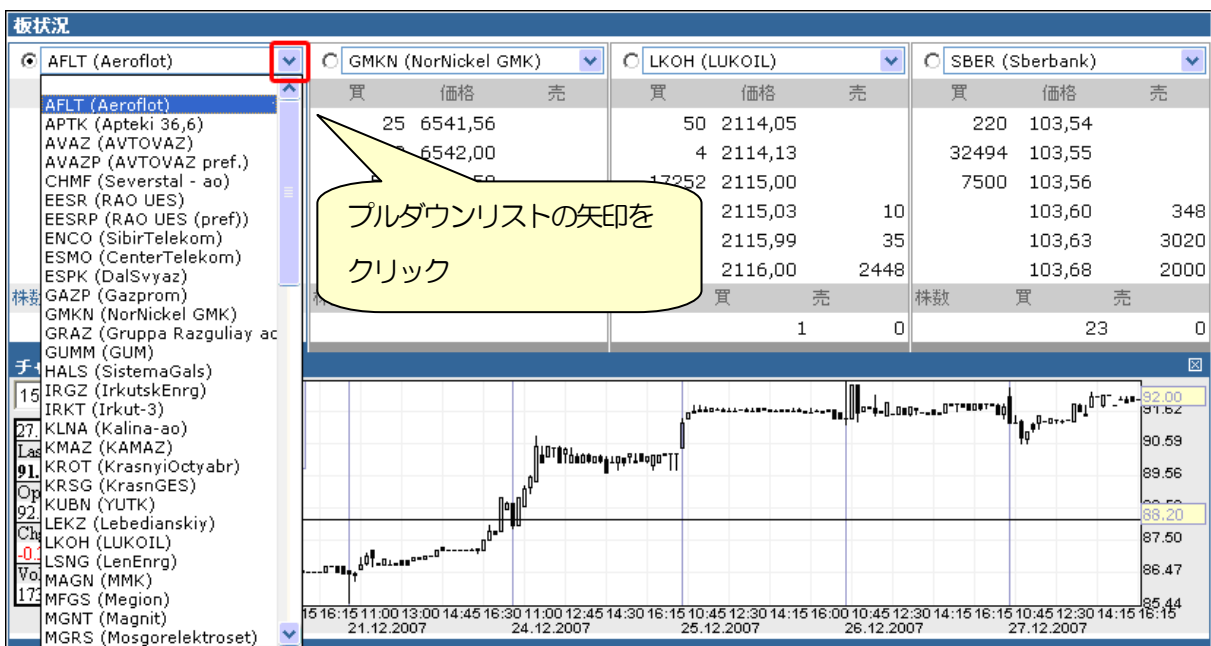 板状況
AFLT (Aeroflot)
GMKN (NorNickel GMK)
LKOH (LUKOIL)
SBER (Sberbank)
AFLT (Aeroflot)
APTK (Apteki 36,6)
AVAZ (AVTOVAZ)
AVAZP (AVTOVAZ pref.)
CHMF (Severstal - ao)
EESR (RAO UES)
EESRP (RAO UES (pref))
ENCO (SibirTelekom)
ESMO (CenterTelekom)
ESPK (DalSvyaz)
GAZP (Gazprom)
GMKN (NorNickel GMK)
GRAZ (Gruppa Razguliay ao
GUMM (GUM)
HALS (SistemaGals)
IRGZ (IrkutskEnrg)
IRKT (Irkut-3)
KLNA (Kalina-ao)
KMAZ (KAMAZ)
KROT (KrasnyiOctyabr)
KRSG (KrasnGES)
KUBN (YUTK)
LEKZ (Lebedianskiy)
LKOH (LUKOIL)
LSNG (LenEnrg)
MAGN (MMK)
MFGS (Megion)
MGNT (Magnit)
MGRS (Mosgorelektroset)
買 価格 売
25 6541,56
6542,00
買 価格 売
50 2114,05
4 2114,13
17252 2115,00
2115,03 10
2115,99 35
2116,00 2448
買 売
1 0
買 価格 売
220 103,54
32494 103,55
7500 103,56
103,60 348
103,63 3020
103,68 2000
株数 買 売
23 0
プルダウンリストの矢印を
クリック
15
27.
91.
Op
92.
-0.
Vo
92.00
91.62
90.59
89.56
88.20
87.50
86.47
85.44
15 16:15 11:00 13:00 14:45 16:30 11:00 12:45 14:30 16:15 10:45 12:30 14:15 16:00 10:45 12:30 14:15 16:15 10:45 12:30 14:15 16:15
21.12.2007 24.12.2007 25.12.2007 26.12.2007 27.12.2007